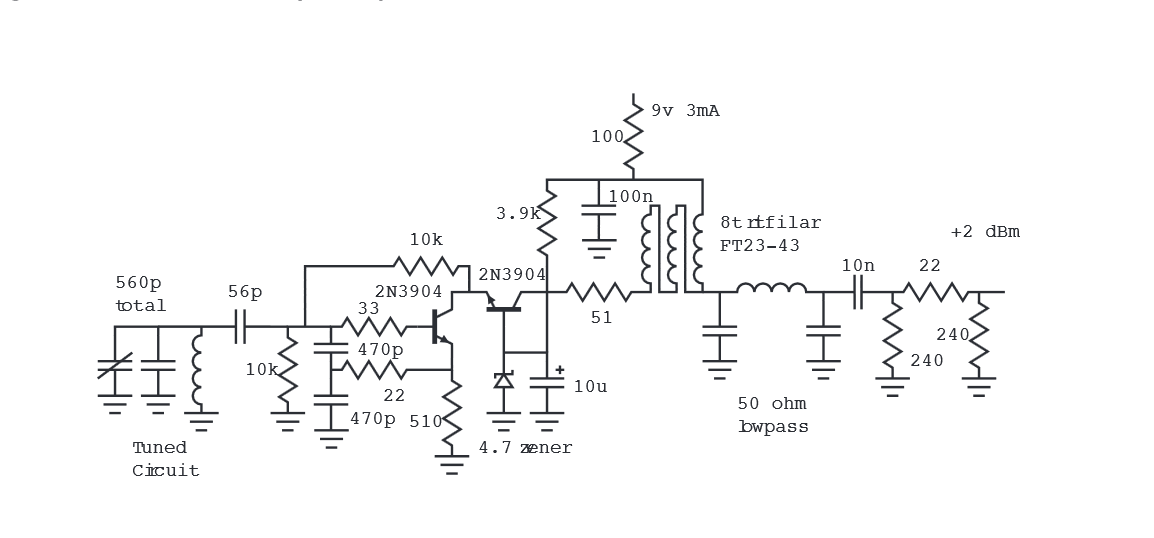 9v 3mA
100
100n
3.9k
8t trifilar
FT23-43
+2 dBm
10k
2N3904
10n
22
560p
total
56p
2N3904
33
51
470p
240
10k
240
22
10u
470p
510
50 ohm
lowpass
4.7 zener
Tuned
Circuit